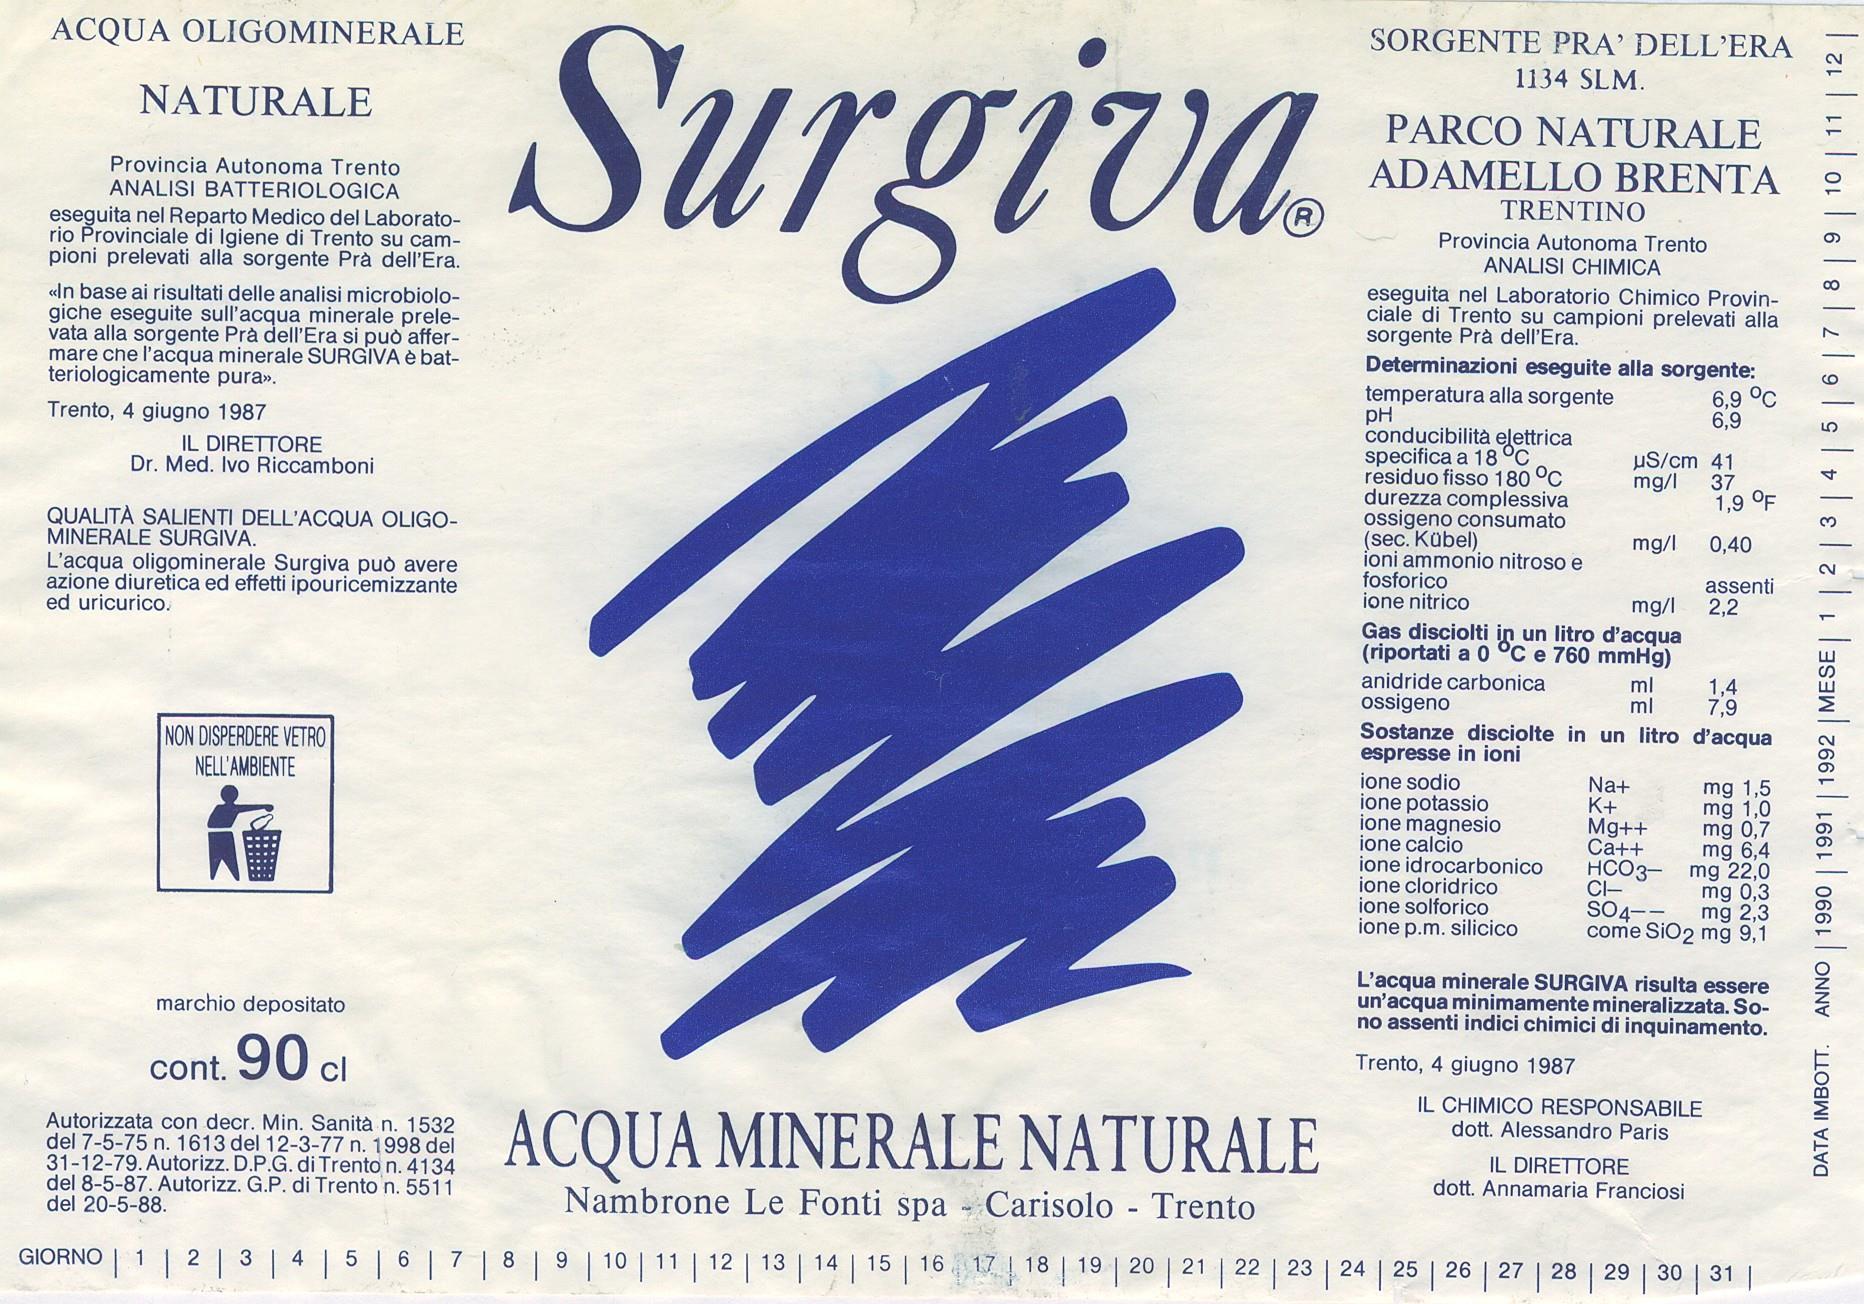 ACQUA OLIGOMINERALE
NATURALE
Provincia Autonoma Trento
ANALISI BATTERIOLOGICA
eseguita nel Reparto Medico del Laborato-
rio Provinciale di Igiene di Trento su cam-
pioni prelevati alla sorgente Prà dell'Era.
«In base ai risultati delle analisi microbiolo-
giche eseguite sull'acqua minerale prele-
vata alla sorgente Prà dell'Era si può affer-
mare che l'acqua minerale SURGIVA è bat-
teriologicamente pura».
Trento, 4 giugno 1987
IL DIRETTORE
Dr. Med. Ivo Riccamboni
QUALITÀ SALIENTI DELL'ACQUA OLIGO-
MINERALE SURGIVA.
L'acqua oligominerale Surgiva può avere
azione diuretica ed effetti ipouricemizzante
ed uricurico.
NON DISPERDERE VETRO
NELL'AMBIENTE
marchio depositato
cont. 90 cl
Autorizzata con decr. Min. Sanità n. 1532
del 7-5-75 n. 1613 del 12-3-77 n. 1998 del
31-12-79. Autorizz. D.P.G. di Trento n. 4134
del 8-5-87. Autorizz. G.P. di Trento n. 5511
del 20-5-88.
Surgiva®
ACQUA MINERALE NATURALE
Nambrone Le Fonti spa - Carisolo - Trento
SORGENTE PRA' DELL'ERA
1134 SLM.
PARCO NATURALE
ADAMELLO BRENTA
TRENTINO
Provincia Autonoma Trento
ANALISI CHIMICA
eseguita nel Laboratorio Chimico Provin-
ciale di Trento su campioni prelevati alla
sorgente Prà dell'Era.
Determinazioni eseguite alla sorgente:
temperatura alla sorgente 6,9 °C
pH 6,9
conducibilità elettrica
specifica a 18 °C µS/cm 41
residuo fisso 180 °C mg/l 37
durezza complessiva 1,9 °F
ossigeno consumato
(sec. Kübel) mg/l 0,40
ioni ammonio nitroso e
fosforico assenti
ione nitrico mg/l 2,2
Gas disciolti in un litro d'acqua
(riportati a 0 °C e 760 mmHg)
anidride carbonica ml 1,4
ossigeno ml 7,9
Sostanze disciolte in un litro d'acqua
espresse in ioni
ione sodio Na+ mg 1,5
ione potassio K+ mg 1,0
ione magnesio Mg++ mg 0,7
ione calcio Ca++ mg 6,4
ione idrocarbonico HCO3– mg 22,0
ione cloridrico Cl– mg 0,3
ione solforico SO4–– mg 2,3
ione p.m. silicico come SiO2 mg 9,1
L'acqua minerale SURGIVA risulta essere
un'acqua minimamente mineralizzata. So-
no assenti indici chimici di inquinamento.
Trento, 4 giugno 1987
IL CHIMICO RESPONSABILE
dott. Alessandro Paris
IL DIRETTORE
dott. Annamaria Franciosi
DATA IMBOTT. ANNO | 1990 | 1991 | 1992 | MESE | 1 | 2 | 3 | 4 | 5 | 6 | 7 | 8 | 9 | 10 | 11 | 12 |
GIORNO | 1 | 2 | 3 | 4 | 5 | 6 | 7 | 8 | 9 | 10 | 11 | 12 | 13 | 14 | 15 | 16 | 17 | 18 | 19 | 20 | 21 | 22 | 23 | 24 | 25 | 26 | 27 | 28 | 29 | 30 | 31 |